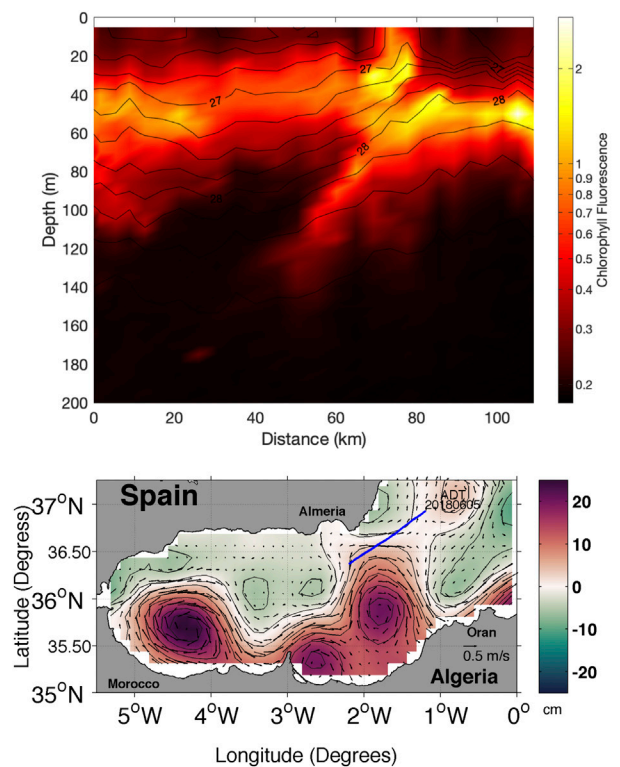 0
20
40
60
80
100
120
140
160
180
200
Depth (m)
0 20 40 60 80 100
Distance (km)
27
27
27
28
28
28
2
1
0.9
0.8
0.7
0.6
0.5
0.4
0.3
0.2
Chlorophyll Fluorescence
Spain
Almeria
ADT
20180605
37°N
36.50
36°N
35.50
35°N
Latitude (Degrees)
Oran
0.5 m/s
Algeria
Morocco
5°W 4°W 3°W 2°W 1°W 0°
Longitude (Degrees)
20
10
0
-10
-20
cm